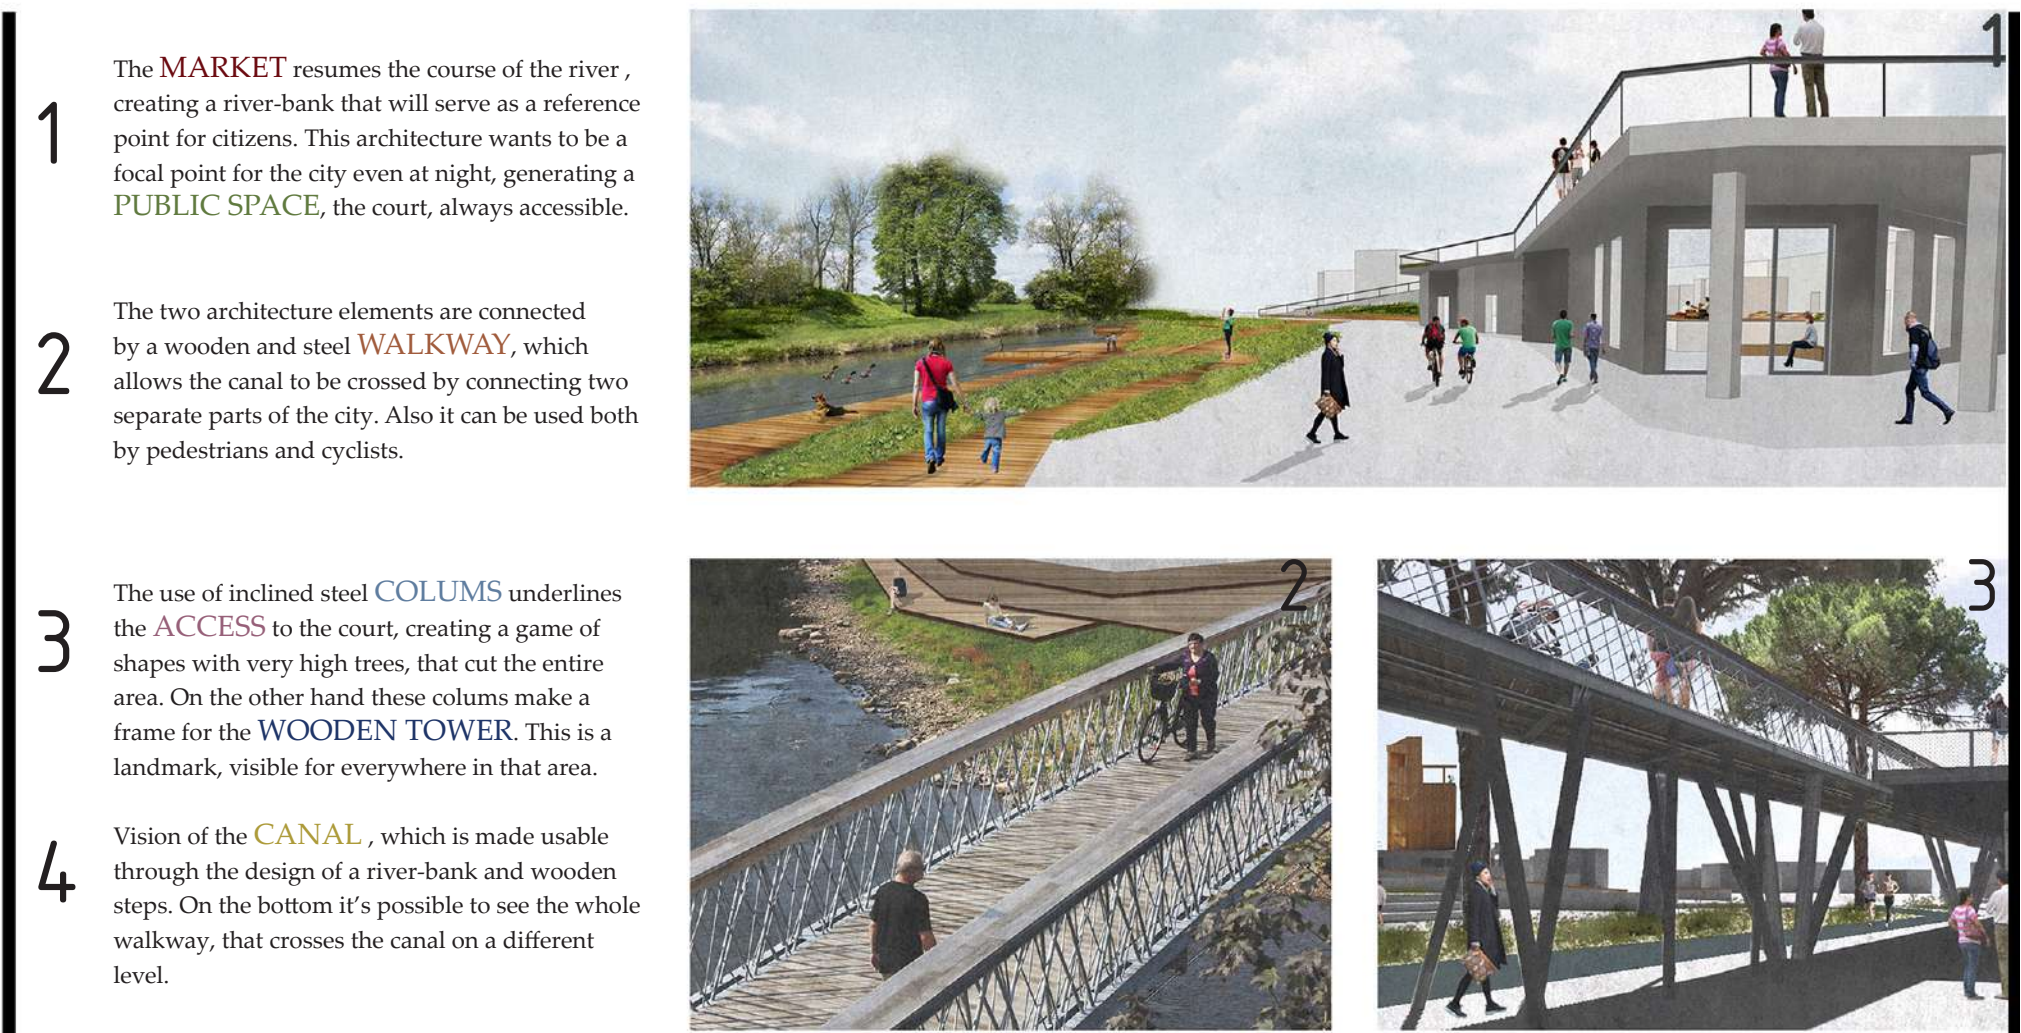 1
The MARKET resumes the course of the river ,
creating a river-bank that will serve as a reference
point for citizens. This architecture wants to be a
focal point for the city even at night, generating a
PUBLIC SPACE, the court, always accessible.
2
The two architecture elements are connected
by a wooden and steel WALKWAY, which
allows the canal to be crossed by connecting two
separate parts of the city. Also it can be used both
by pedestrians and cyclists.
3
The use of inclined steel COLUMS underlines
the ACCESS to the court, creating a game of
shapes with very high trees, that cut the entire
area. On the other hand these colums make a
frame for the WOODEN TOWER. This is a
landmark, visible for everywhere in that area.
4
Vision of the CANAL , which is made usable
through the design of a river-bank and wooden
steps. On the bottom it's possible to see the whole
walkway, that crosses the canal on a different
level.
1
2
3